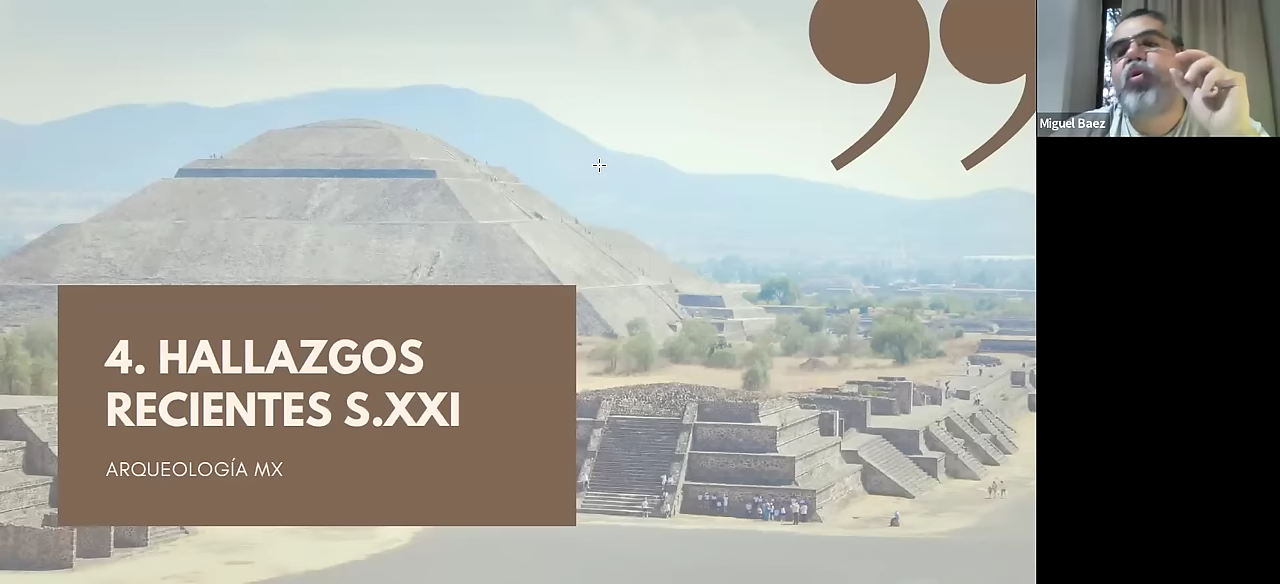 4. HALLAZGOS
RECIENTES S.XXI
ARQUEOLOGÍA MX
Miguel Baez